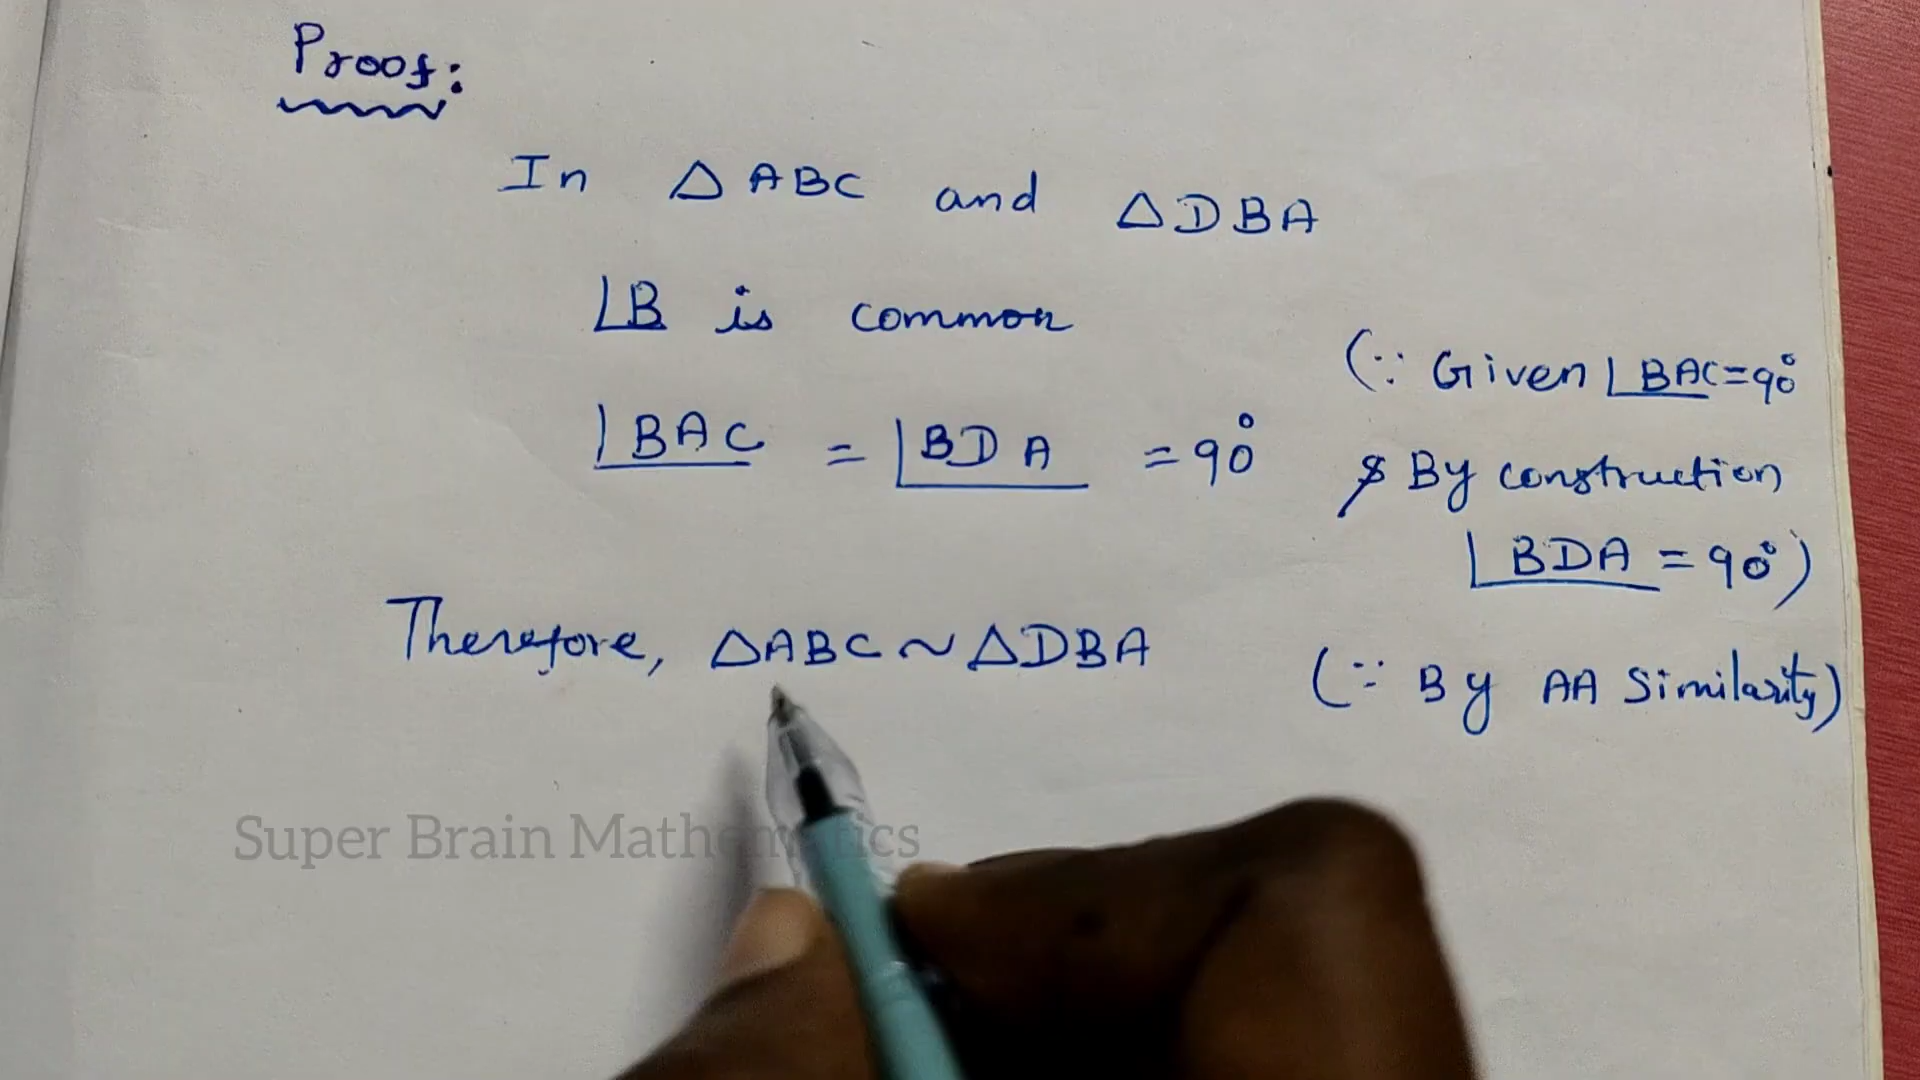 Proof:
In △ABC and △DBA
∠B is common
(∵ Given ∠BAC=90°
∠BAC = ∠BDA = 90°
& By construction
∠BDA = 90°)
Therefore, △ABC ~ △DBA
(∵ By AA Similarity)
Super Brain Mathematics